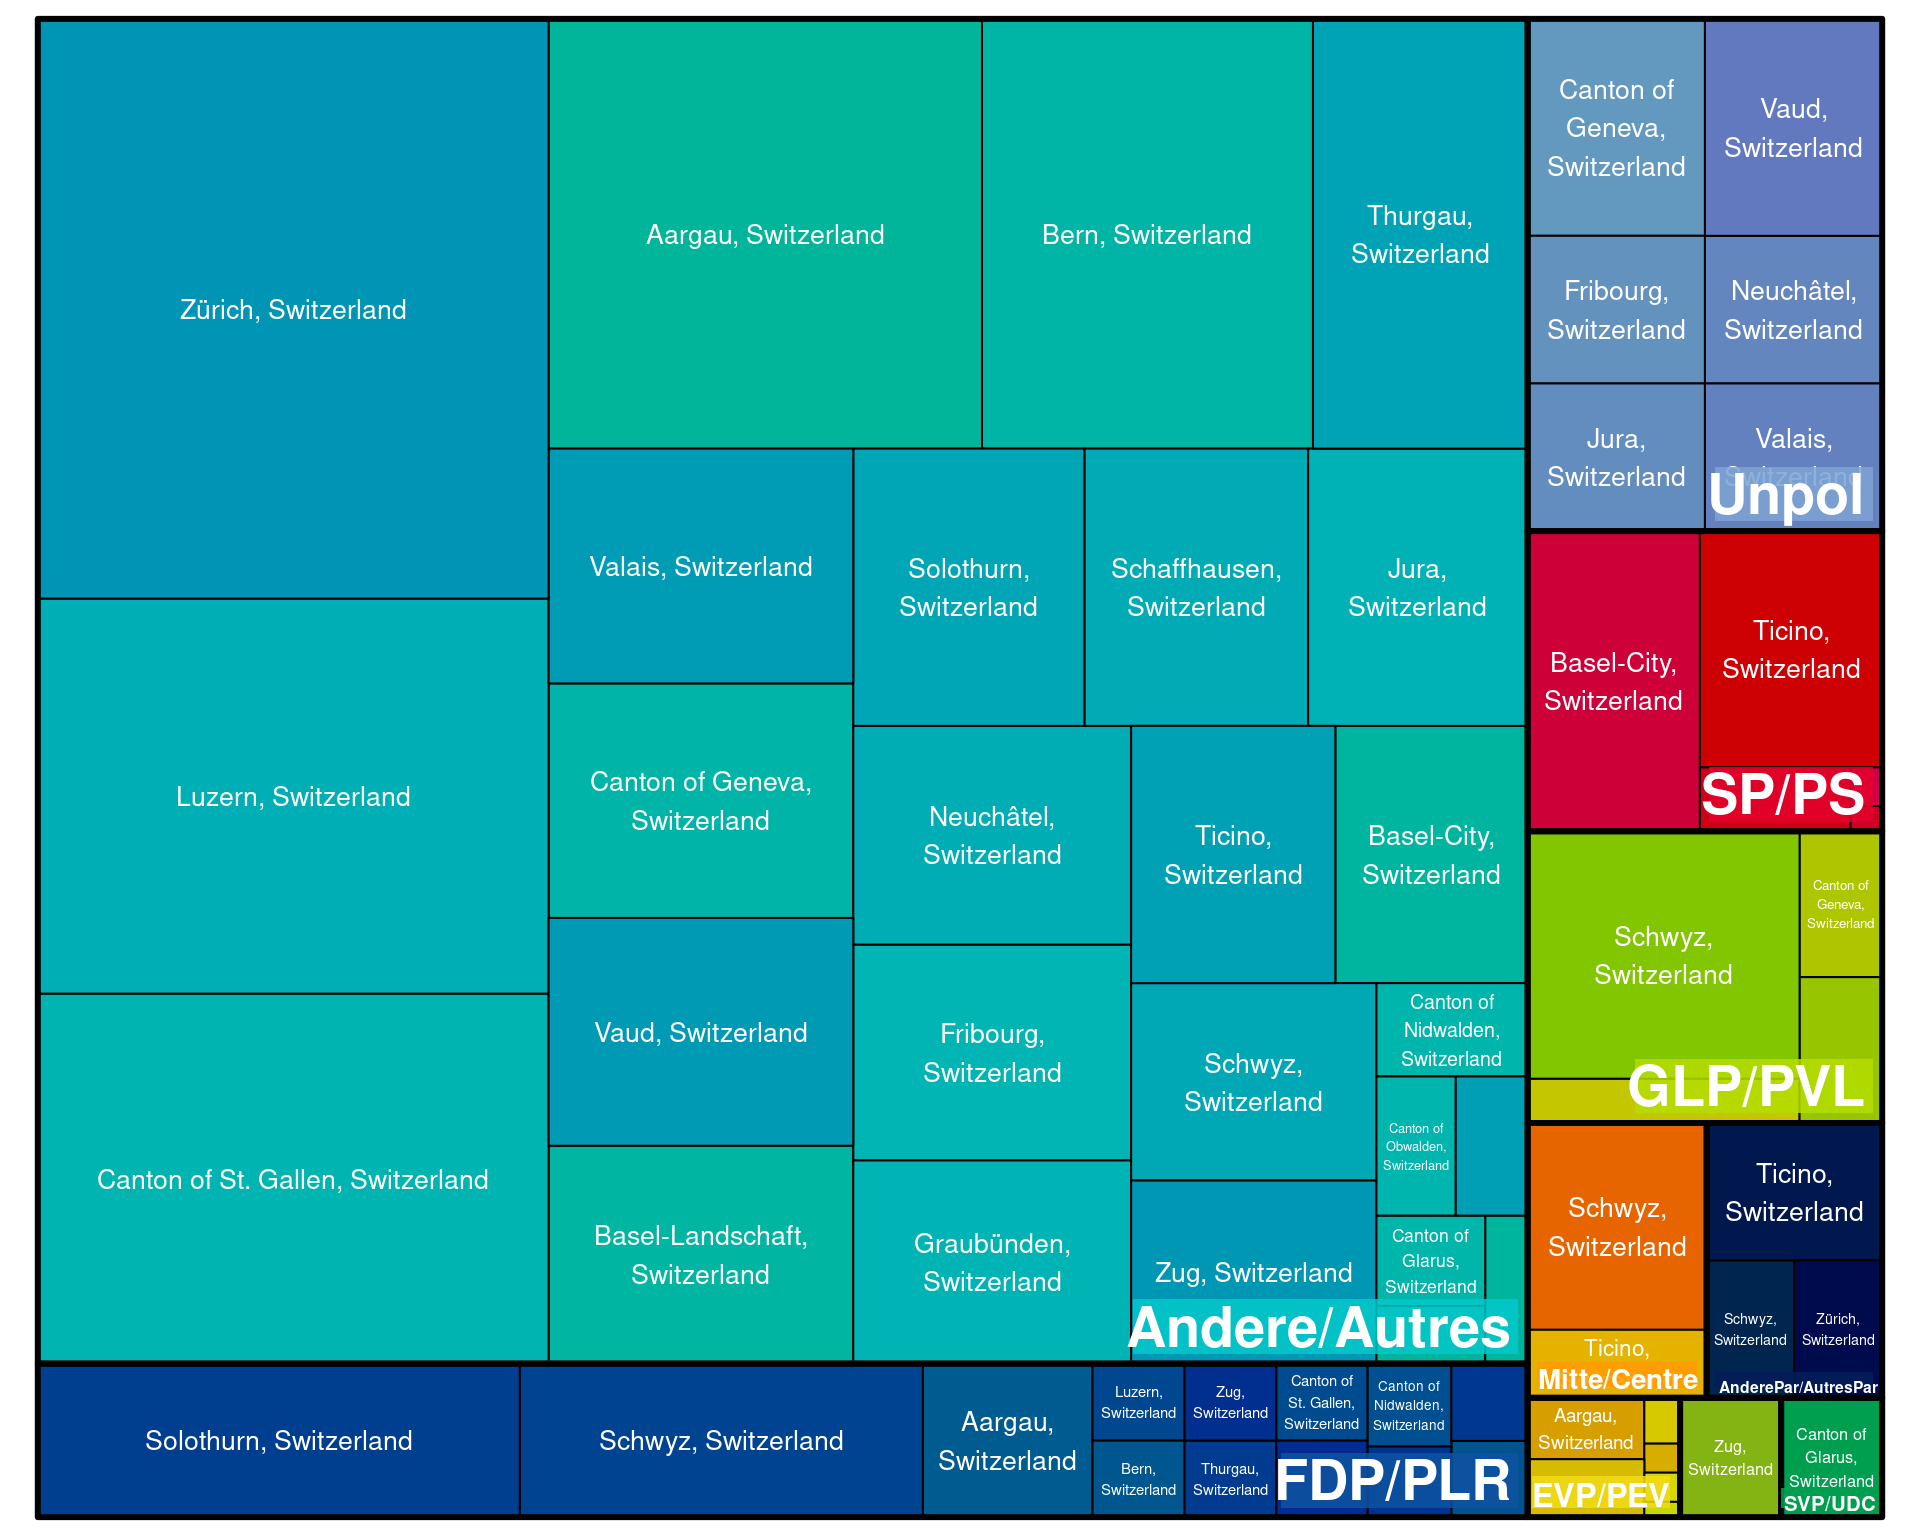 Zürich, Switzerland
Luzern, Switzerland
Canton of St. Gallen, Switzerland
Aargau, Switzerland
Bern, Switzerland
Thurgau,
Switzerland
Valais, Switzerland
Canton of Geneva,
Switzerland
Vaud, Switzerland
Basel-Landschaft,
Switzerland
Solothurn,
Switzerland
Schaffhausen,
Switzerland
Jura,
Switzerland
Neuchâtel,
Switzerland
Fribourg,
Switzerland
Graubünden,
Switzerland
Ticino,
Switzerland
Basel-City,
Switzerland
Schwyz,
Switzerland
Zug, Switzerland
Canton of
Nidwalden,
Switzerland
Canton of
Obwalden,
Switzerland
Canton of
Glarus,
Switzerland
Andere/Autres
Solothurn, Switzerland
Schwyz, Switzerland
Aargau,
Switzerland
Luzern,
Switzerland
Bern,
Switzerland
Zug,
Switzerland
Thurgau,
Switzerland
Canton of
St. Gallen,
Switzerland
Canton of
Nidwalden,
Switzerland
FDP/PLR
Canton of
Geneva,
Switzerland
Vaud,
Switzerland
Fribourg,
Switzerland
Neuchâtel,
Switzerland
Jura,
Switzerland
Valais,
Switzerland
Unpol
Basel-City,
Switzerland
Ticino,
Switzerland
SP/PS
Schwyz,
Switzerland
Canton of
Geneva,
Switzerland
GLP/PVL
Schwyz,
Switzerland
Ticino,
Mitte/Centre
Ticino,
Switzerland
Schwyz,
Switzerland
Zürich,
Switzerland
AnderePar/AutresPar
Aargau,
Switzerland
EVP/PEV
Zug,
Switzerland
Canton of
Glarus,
Switzerland
SVP/UDC